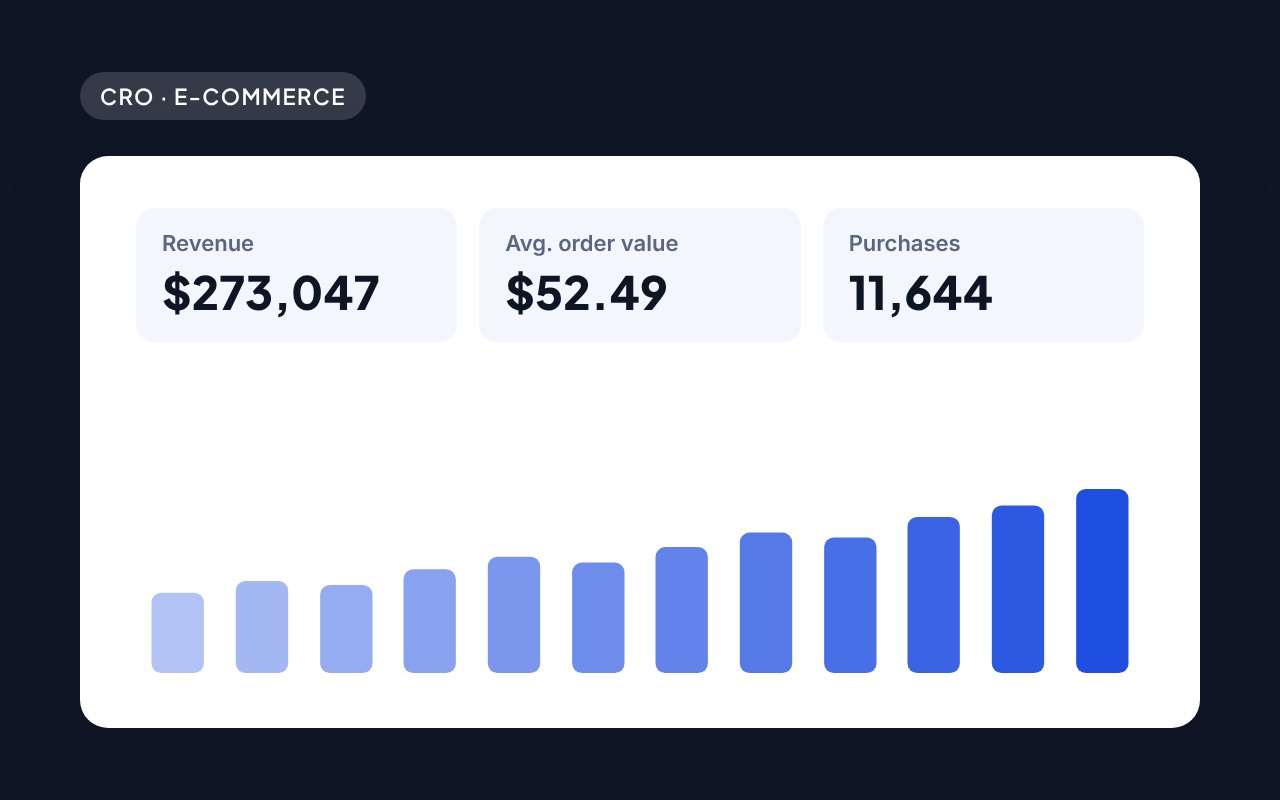 CRO · E-COMMERCE
Revenue
$273,047
Avg. order value
$52.49
Purchases
11,644